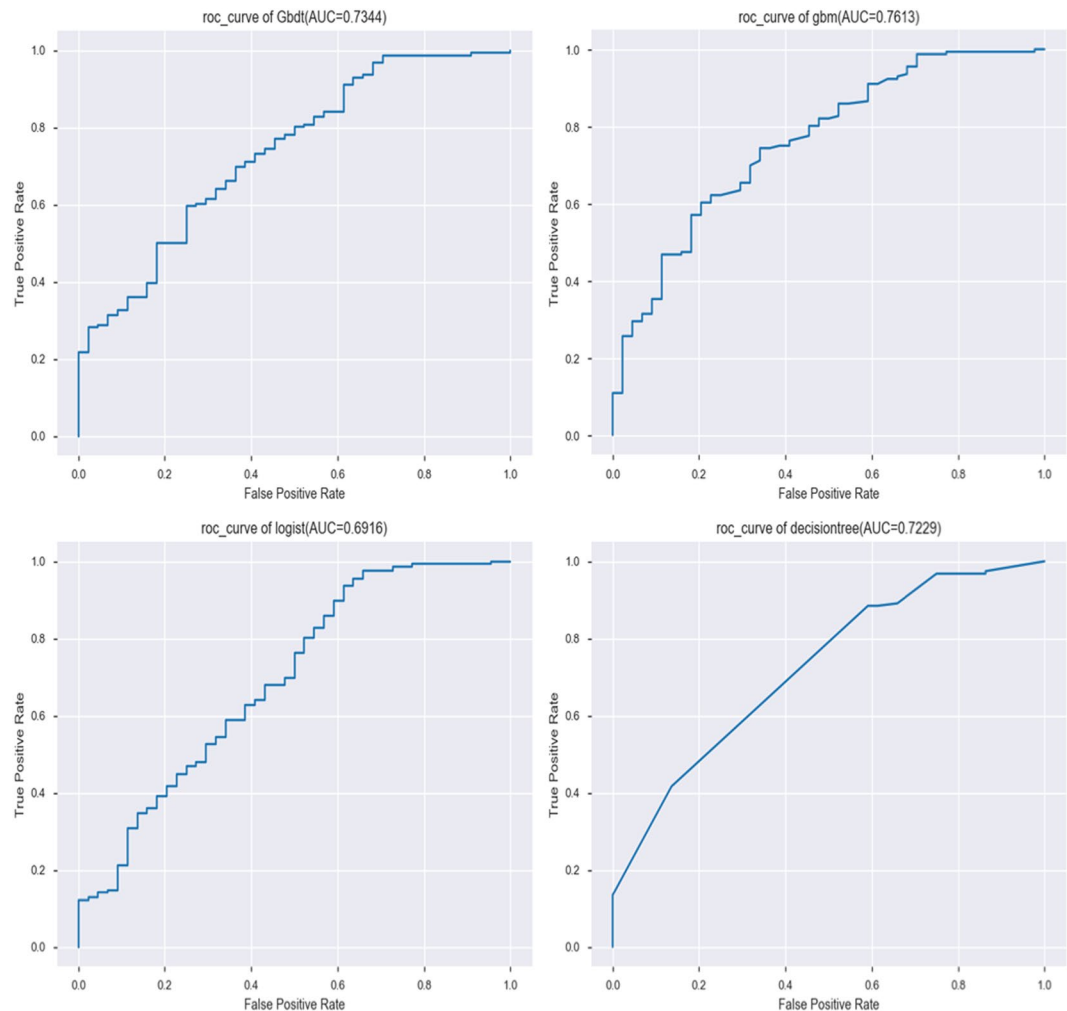 roc_curve of Gbdt(AUC=0.7344)
1.0
0.8
0.6
0.4
0.2
0.0
True Positive Rate
0.0 0.2 0.4 0.6 0.8 1.0
False Positive Rate
roc_curve of gbm(AUC=0.7613)
1.0
0.8
0.6
0.4
0.2
0.0
True Positive Rate
0.0 0.2 0.4 0.6 0.8 1.0
False Positive Rate
roc_curve of logist(AUC=0.6916)
1.0
0.8
0.6
0.4
0.2
0.0
True Positive Rate
0.0 0.2 0.4 0.6 0.8 1.0
False Positive Rate
roc_curve of decisiontree(AUC=0.7229)
1.0
0.8
0.6
0.4
0.2
0.0
True Positive Rate
0.0 0.2 0.4 0.6 0.8 1.0
False Positive Rate